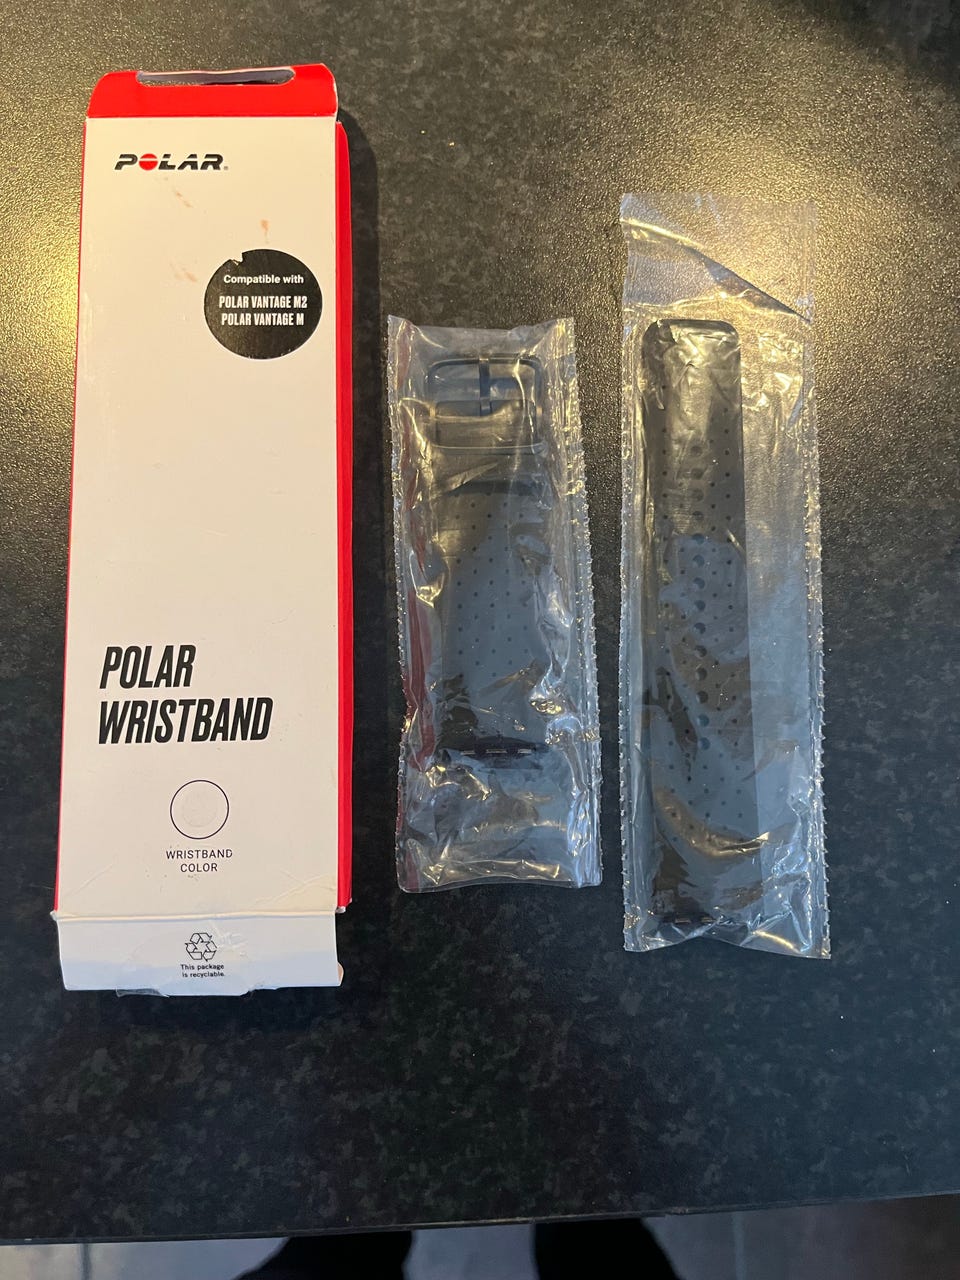 POLAR®
Compatible with
POLAR VANTAGE M2
POLAR VANTAGE M
POLAR
WRISTBAND
WRISTBAND
COLOR
This package
is recyclable.